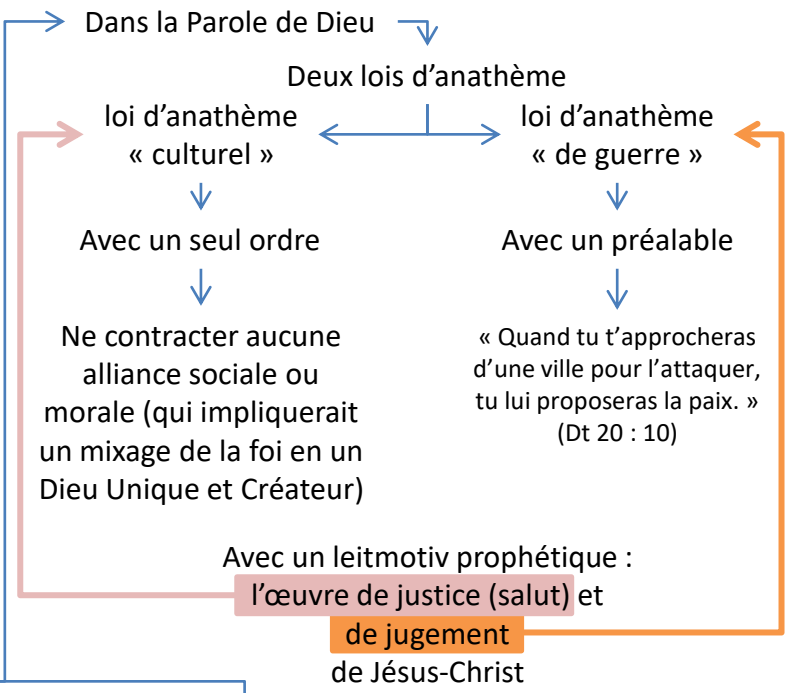 Dans la Parole de Dieu
Deux lois d’anathème
loi d’anathème
« culturel »
Avec un seul ordre
Ne contracter aucune
alliance sociale ou
morale (qui impliquerait
un mixage de la foi en un
Dieu Unique et Créateur)
loi d’anathème
« de guerre »
Avec un préalable
« Quand tu t’approcheras
d’une ville pour l’attaquer,
tu lui proposeras la paix. »
(Dt 20 : 10)
Avec un leitmotiv prophétique :
l’œuvre de justice (salut) et
de jugement
de Jésus-Christ